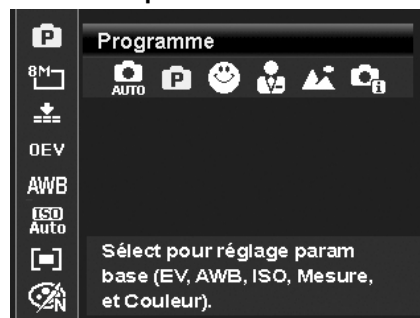 P
Programme
8M
AUTO P V- i
0EV
AWB
ISO
Auto
N
Sélect pour réglage param
base (EV, AWB, ISO, Mesure,
et Couleur).